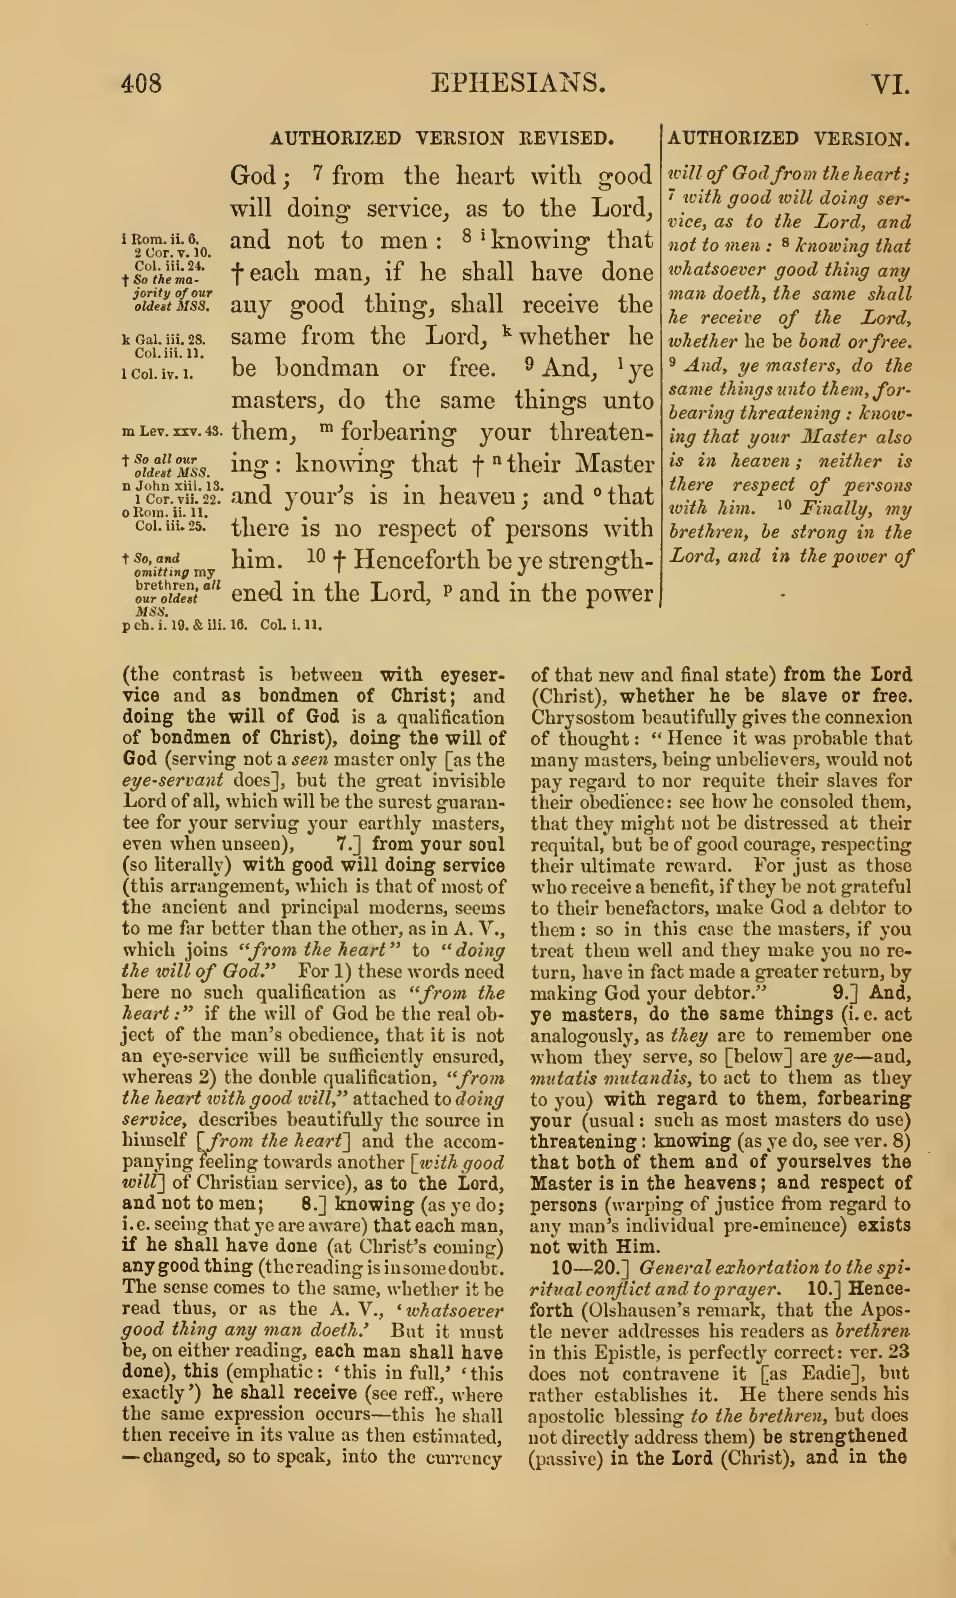 408 EPHESIANS. VI.
AUTHORIZED VERSION REVISED.
God; 7 from the heart with good
will doing service, as to the Lord,
and not to men: 8 i knowing that
† each man, if he shall have done
any good thing, shall receive the
same from the Lord, k whether he
be bondman or free. 9 And, l ye
masters, do the same things unto
them, m forbearing your threaten-
ing: knowing that † n their Master
and your's is in heaven; and o that
there is no respect of persons with
him. 10 † Henceforth be ye strength-
ened in the Lord, p and in the power
i Rom. ii. 6.
2 Cor. v. 10.
Col. iii. 24.
† So the ma-
jority of our
oldest MSS.
k Gal. iii. 28.
Col. iii. 11.
l Col. iv. 1.
m Lev. xxv. 43.
† So all our
oldest MSS.
n John xiii. 13.
1 Cor. vii. 22.
o Rom. ii. 11.
Col. iii. 25.
† So, and
omitting my
brethren, all
our oldest
MSS.
p ch. i. 19. & iii. 16. Col. i. 11.
AUTHORIZED VERSION.
will of God from the heart;
7 with good will doing ser-
vice, as to the Lord, and
not to men: 8 knowing that
whatsoever good thing any
man doeth, the same shall
he receive of the Lord,
whether he be bond or free.
9 And, ye masters, do the
same things unto them, for-
bearing threatening: know-
ing that your Master also
is in heaven; neither is
there respect of persons
with him. 10 Finally, my
brethren, be strong in the
Lord, and in the power of
(the contrast is between with eyeser-
vice and as bondmen of Christ; and
doing the will of God is a qualification
of bondmen of Christ), doing the will of
God (serving not a seen master only [as the
eye-servant does], but the great invisible
Lord of all, which will be the surest guaran-
tee for your serving your earthly masters,
even when unseen), 7.] from your soul
(so literally) with good will doing service
(this arrangement, which is that of most of
the ancient and principal moderns, seems
to me far better than the other, as in A. V.,
which joins "from the heart" to "doing
the will of God." For 1) these words need
here no such qualification as "from the
heart:" if the will of God be the real ob-
ject of the man's obedience, that it is not
an eye-service will be sufficiently ensured,
whereas 2) the double qualification, "from
the heart with good will," attached to doing
service, describes beautifully the source in
himself [from the heart] and the accom-
panying feeling towards another [with good
will] of Christian service), as to the Lord,
and not to men; 8.] knowing (as ye do;
i. e. seeing that ye are aware) that each man,
if he shall have done (at Christ's coming)
any good thing (the reading is in some doubt.
The sense comes to the same, whether it be
read thus, or as the A. V., 'whatsoever
good thing any man doeth.' But it must
be, on either reading, each man shall have
done), this (emphatic: 'this in full,' 'this
exactly') he shall receive (see reff., where
the same expression occurs—this he shall
then receive in its value as then estimated,
—changed, so to speak, into the currency
of that new and final state) from the Lord
(Christ), whether he be slave or free.
Chrysostom beautifully gives the connexion
of thought: "Hence it was probable that
many masters, being unbelievers, would not
pay regard to nor requite their slaves for
their obedience: see how he consoled them,
that they might not be distressed at their
requital, but be of good courage, respecting
their ultimate reward. For just as those
who receive a benefit, if they be not grateful
to their benefactors, make God a debtor to
them: so in this case the masters, if you
treat them well and they make you no re-
turn, have in fact made a greater return, by
making God your debtor." 9.] And,
ye masters, do the same things (i. e. act
analogously, as they are to remember one
whom they serve, so [below] are ye—and,
mutatis mutandis, to act to them as they
to you) with regard to them, forbearing
your (usual: such as most masters do use)
threatening: knowing (as ye do, see ver. 8)
that both of them and of yourselves the
Master is in the heavens; and respect of
persons (warping of justice from regard to
any man's individual pre-eminence) exists
not with Him.
10—20.] General exhortation to the spi-
ritual conflict and to prayer. 10.] Hence-
forth (Olshausen's remark, that the Apos-
tle never addresses his readers as brethren
in this Epistle, is perfectly correct: ver. 23
does not contravene it [as Eadie], but
rather establishes it. He there sends his
apostolic blessing to the brethren, but does
not directly address them) be strengthened
(passive) in the Lord (Christ), and in the